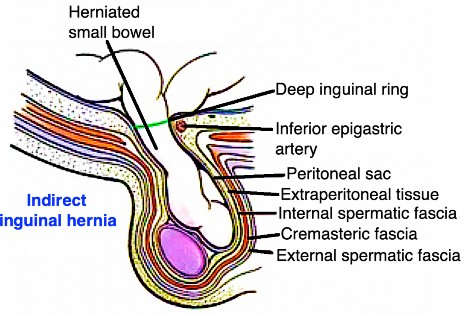 Herniated
small bowel
Deep inguinal ring
Inferior epigastric
artery
Peritoneal sac
Extraperitoneal tissue
Internal spermatic fascia
Cremasteric fascia
External spermatic fascia
Indirect
inguinal hernia